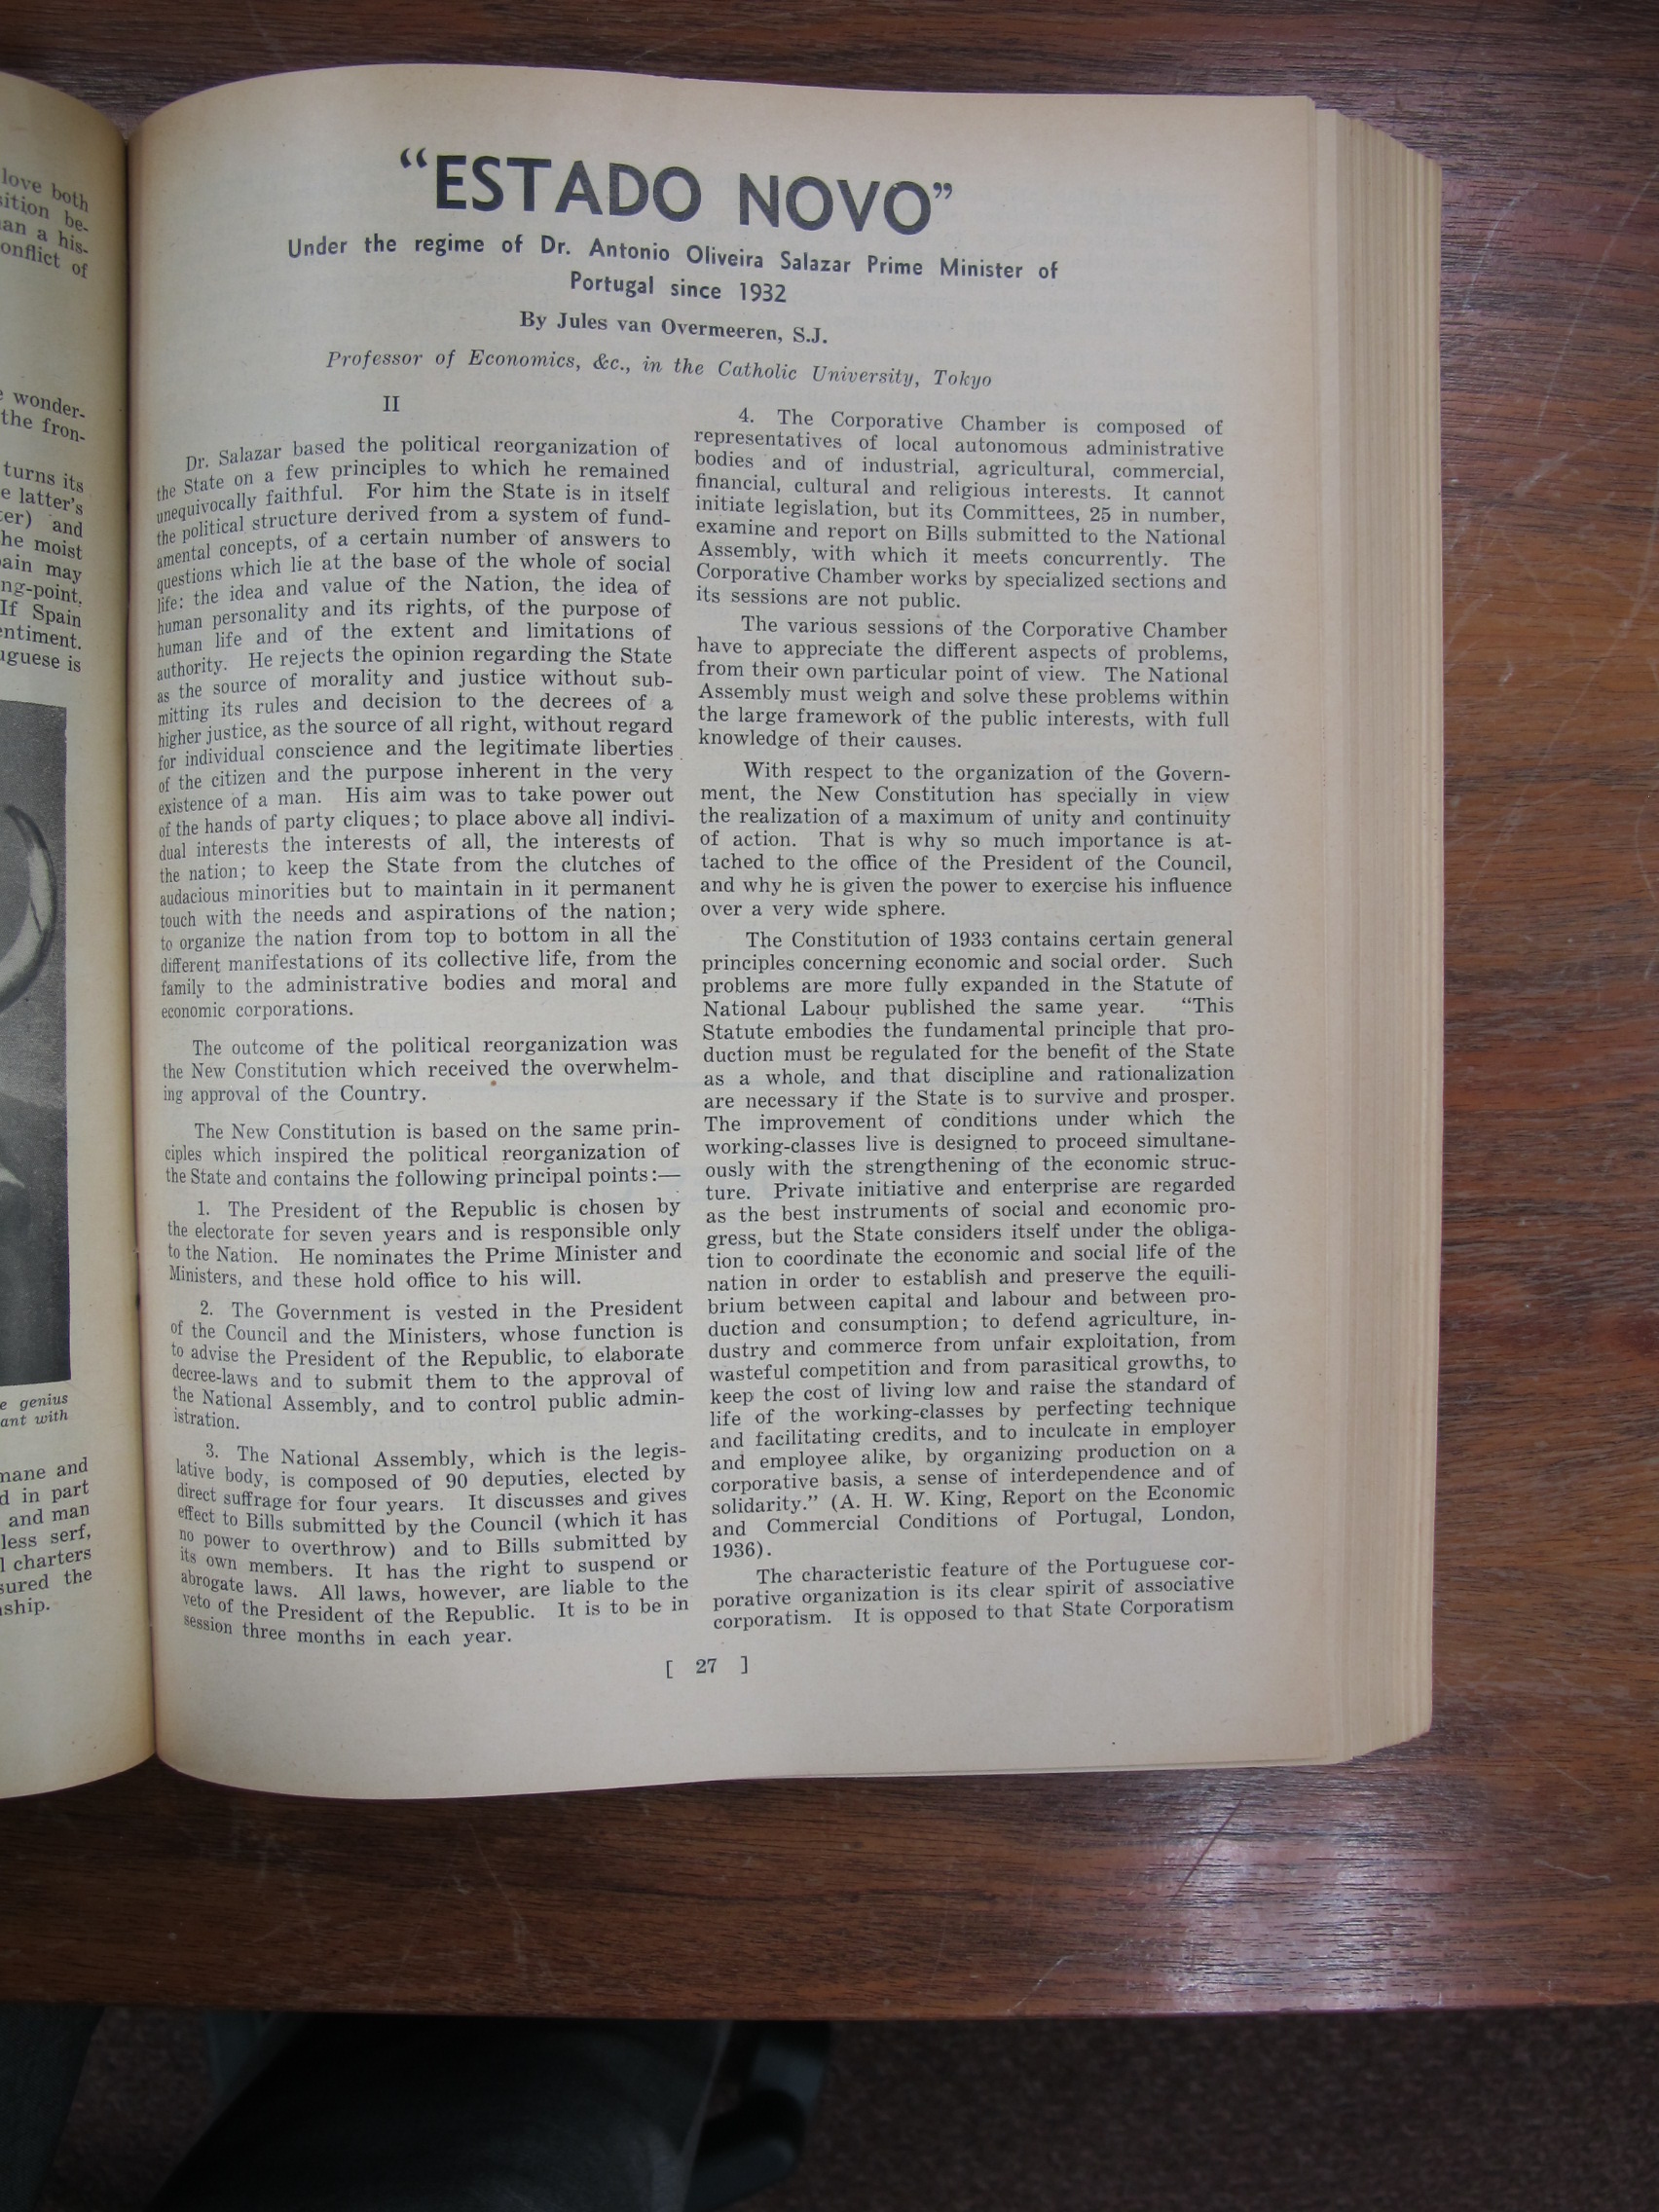 love both
sition be-
an a his-
onflict of
wonder-
the fron-
turns its
e latter's
ter) and
he moist
ain may
ng-point.
If Spain
entiment.
uguese is
e genius
ant with
mane and
d in part
and man
less serf,
l charters
sured the
ship.
"ESTADO NOVO"
Under the regime of Dr. Antonio Oliveira Salazar Prime Minister of
Portugal since 1932
By Jules van Overmeeren, S.J.
Professor of Economics, &c., in the Catholic University, Tokyo
II
Dr. Salazar based the political reorganization of
the State on a few principles to which he remained
unequivocally faithful. For him the State is in itself
the political structure derived from a system of fund-
amental concepts, of a certain number of answers to
questions which lie at the base of the whole of social
life: the idea and value of the Nation, the idea of
human personality and its rights, of the purpose of
human life and of the extent and limitations of
authority. He rejects the opinion regarding the State
as the source of morality and justice without sub-
mitting its rules and decision to the decrees of a
higher justice, as the source of all right, without regard
for individual conscience and the legitimate liberties
of the citizen and the purpose inherent in the very
existence of a man. His aim was to take power out
of the hands of party cliques; to place above all indivi-
dual interests the interests of all, the interests of
the nation; to keep the State from the clutches of
audacious minorities but to maintain in it permanent
touch with the needs and aspirations of the nation;
to organize the nation from top to bottom in all the
different manifestations of its collective life, from the
family to the administrative bodies and moral and
economic corporations.
The outcome of the political reorganization was
the New Constitution which received the overwhelm-
ing approval of the Country.
The New Constitution is based on the same prin-
ciples which inspired the political reorganization of
the State and contains the following principal points:—
1. The President of the Republic is chosen by
the electorate for seven years and is responsible only
to the Nation. He nominates the Prime Minister and
Ministers, and these hold office to his will.
2. The Government is vested in the President
of the Council and the Ministers, whose function is
to advise the President of the Republic, to elaborate
decree-laws and to submit them to the approval of
the National Assembly, and to control public admin-
istration.
3. The National Assembly, which is the legis-
lative body, is composed of 90 deputies, elected by
direct suffrage for four years. It discusses and gives
effect to Bills submitted by the Council (which it has
no power to overthrow) and to Bills submitted by
its own members. It has the right to suspend or
abrogate laws. All laws, however, are liable to the
veto of the President of the Republic. It is to be in
session three months in each year.
4. The Corporative Chamber is composed of
representatives of local autonomous administrative
bodies and of industrial, agricultural, commercial,
financial, cultural and religious interests. It cannot
initiate legislation, but its Committees, 25 in number,
examine and report on Bills submitted to the National
Assembly, with which it meets concurrently. The
Corporative Chamber works by specialized sections and
its sessions are not public.
The various sessions of the Corporative Chamber
have to appreciate the different aspects of problems,
from their own particular point of view. The National
Assembly must weigh and solve these problems within
the large framework of the public interests, with full
knowledge of their causes.
With respect to the organization of the Govern-
ment, the New Constitution has specially in view
the realization of a maximum of unity and continuity
of action. That is why so much importance is at-
tached to the office of the President of the Council,
and why he is given the power to exercise his influence
over a very wide sphere.
The Constitution of 1933 contains certain general
principles concerning economic and social order. Such
problems are more fully expanded in the Statute of
National Labour published the same year. "This
Statute embodies the fundamental principle that pro-
duction must be regulated for the benefit of the State
as a whole, and that discipline and rationalization
are necessary if the State is to survive and prosper.
The improvement of conditions under which the
working-classes live is designed to proceed simultane-
ously with the strengthening of the economic struc-
ture. Private initiative and enterprise are regarded
as the best instruments of social and economic pro-
gress, but the State considers itself under the obliga-
tion to coordinate the economic and social life of the
nation in order to establish and preserve the equili-
brium between capital and labour and between pro-
duction and consumption; to defend agriculture, in-
dustry and commerce from unfair exploitation, from
wasteful competition and from parasitical growths, to
keep the cost of living low and raise the standard of
life of the working-classes by perfecting technique
and facilitating credits, and to inculcate in employer
and employee alike, by organizing production on a
corporative basis, a sense of interdependence and of
solidarity." (A. H. W. King, Report on the Economic
and Commercial Conditions of Portugal, London,
1936).
The characteristic feature of the Portuguese cor-
porative organization is its clear spirit of associative
corporatism. It is opposed to that State Corporatism
[ 27 ]